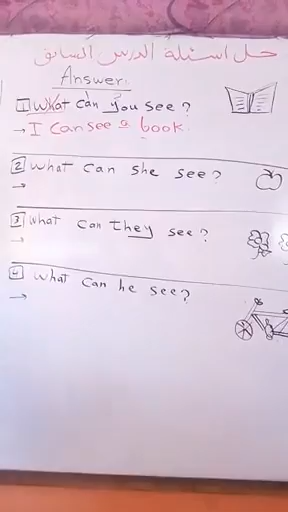 حل اسئلة الدرس السابق
Answer:
1 What can you see?
→ I can see a book.
2 What can she see?
→
3 What can they see?
→
4 What can he see?
→